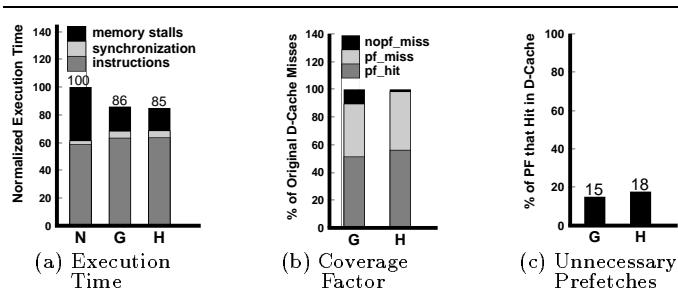 Normalized Execution Time
140
120
100
80
60
40
20
0
memory stalls
synchronization
instructions
100
86
85
N G H
(a) Execution
Time
% of Original D-Cache Misses
140
120
100
80
60
40
20
0
nopf_miss
pf_miss
pf_hit
G H
(b) Coverage
Factor
% of PF that Hit in D-Cache
100
80
60
40
20
0
15
18
G H
(c) Unnecessary
Prefetches